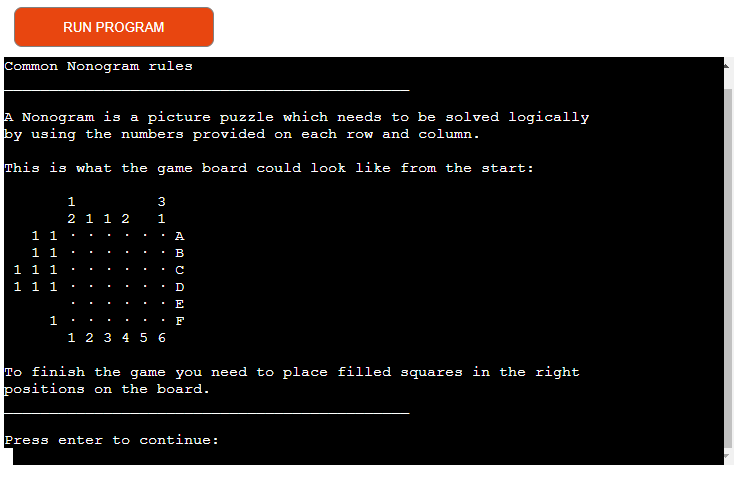 RUN PROGRAM
Common Nonogram rules
_____________________________________________
A Nonogram is a picture puzzle which needs to be solved logically
by using the numbers provided on each row and column.
This is what the game board could look like from the start:
       1         3
       2 1 1 2   1
   1 1 · · · · · · A
   1 1 · · · · · · B
 1 1 1 · · · · · · C
 1 1 1 · · · · · · D
       · · · · · · E
     1 · · · · · · F
       1 2 3 4 5 6
To finish the game you need to place filled squares in the right
positions on the board.
_____________________________________________
Press enter to continue: